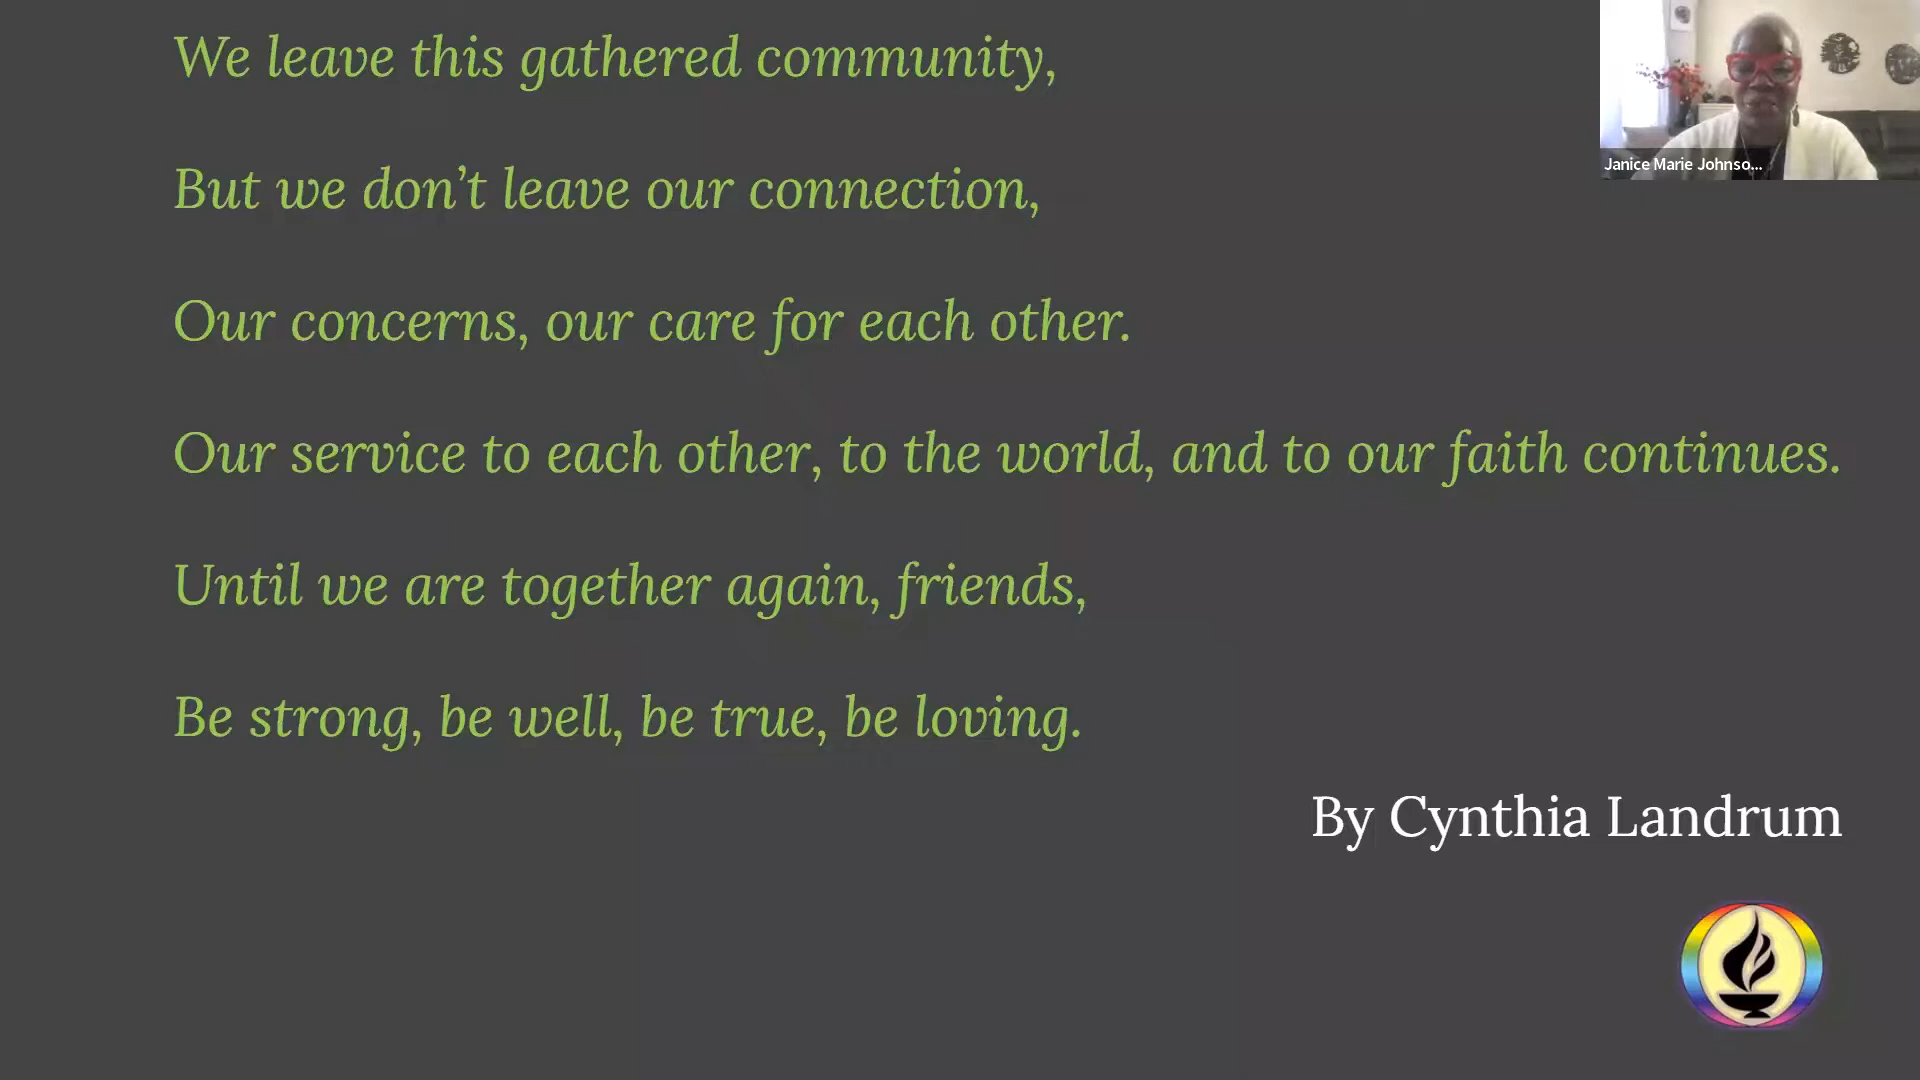 We leave this gathered community,
But we don’t leave our connection,
Our concerns, our care for each other.
Our service to each other, to the world, and to our faith continues.
Until we are together again, friends,
Be strong, be well, be true, be loving.
By Cynthia Landrum
Janice Marie Johnso...